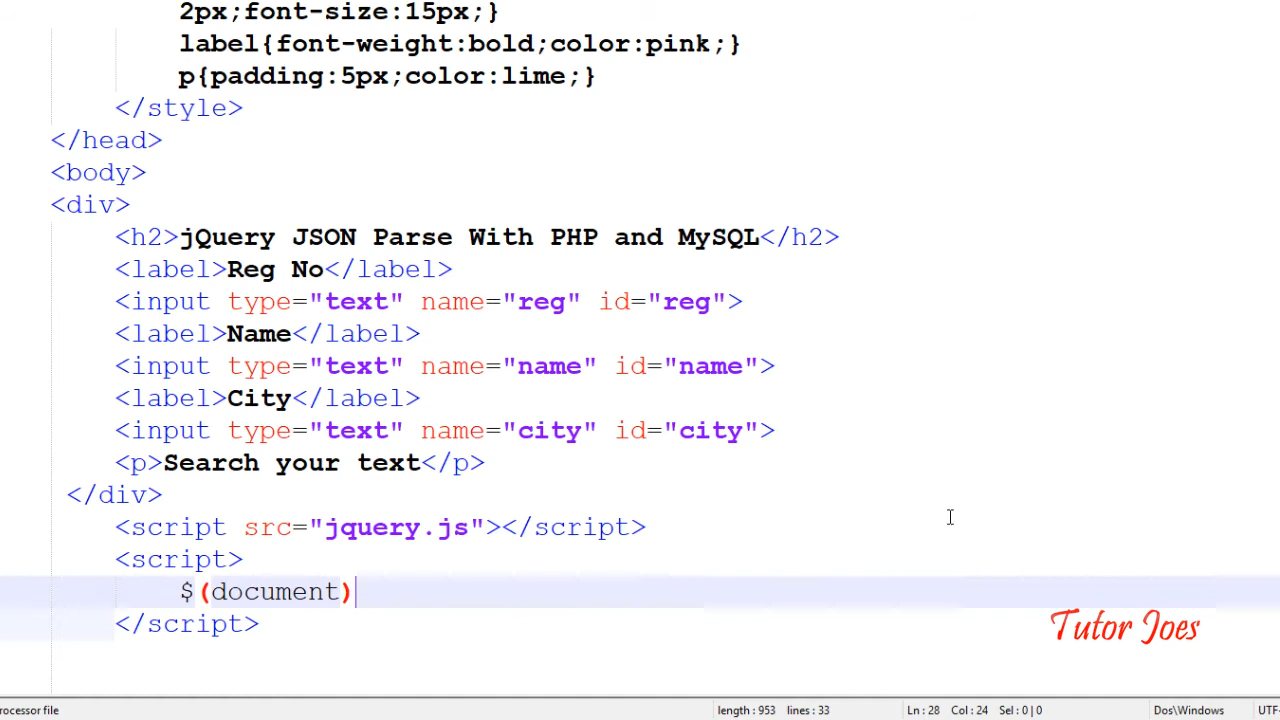 2px;font-size:15px;}
label{font-weight:bold;color:pink;}
p{padding:5px;color:lime;}
</style>
</head>
<body>
<div>
<h2>jQuery JSON Parse With PHP and MySQL</h2>
<label>Reg No</label>
<input type="text" name="reg" id="reg">
<label>Name</label>
<input type="text" name="name" id="name">
<label>City</label>
<input type="text" name="city" id="city">
<p>Search your text</p>
</div>
<script src="jquery.js"></script>
<script>
$(document)
</script>
Tutor Joes
rocessor file length : 953 lines : 33 Ln : 28 Col : 24 Sel : 0 | 0 Dos\Windows UTF-